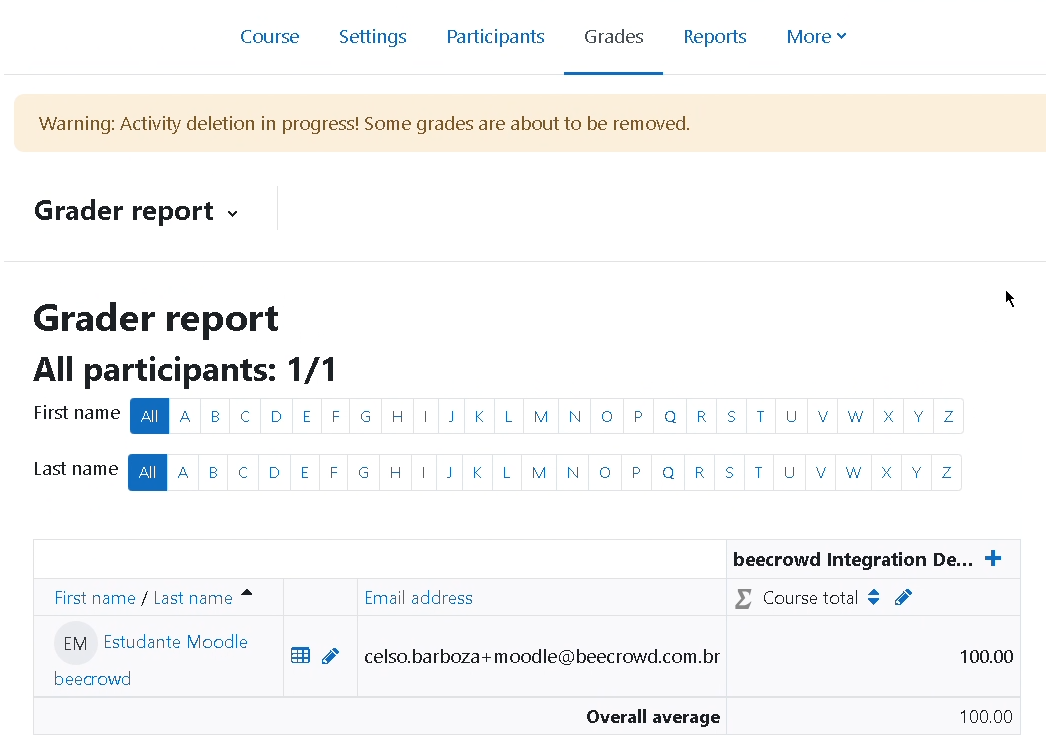 Course Settings Participants Grades Reports More
Warning: Activity deletion in progress! Some grades are about to be removed.
Grader report
Grader report
All participants: 1/1
First name All A B C D E F G H I J K L M N O P Q R S T U V W X Y Z
Last name All A B C D E F G H I J K L M N O P Q R S T U V W X Y Z
beecrowd Integration De...
First name / Last name Email address Σ Course total
EM Estudante Moodle
beecrowd
celso.barboza+moodle@beecrowd.com.br 100.00
Overall average 100.00